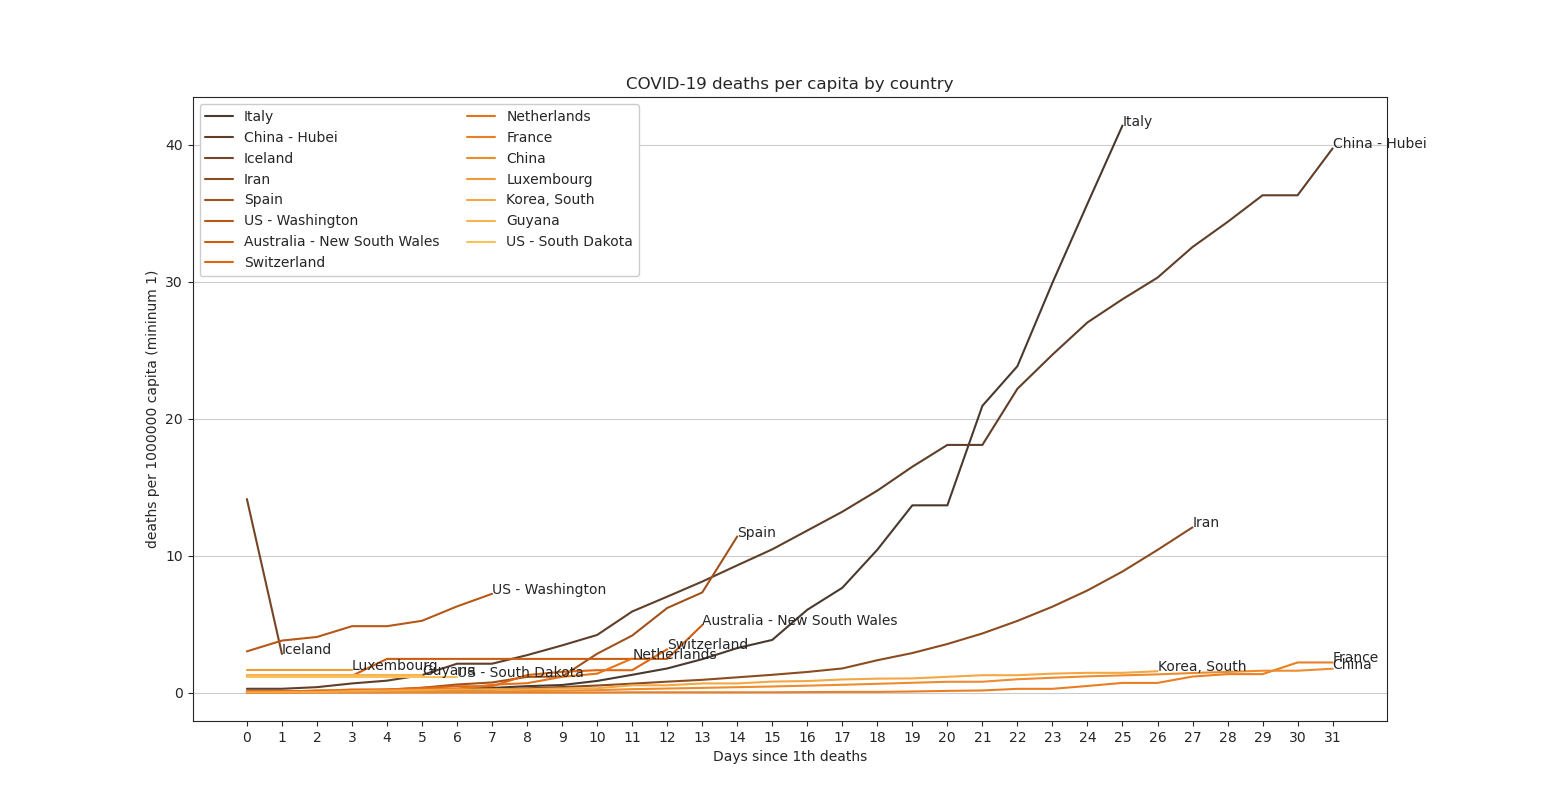 COVID-19 deaths per capita by country
Italy
China - Hubei
Iceland
Iran
Spain
US - Washington
Australia - New South Wales
Switzerland
Netherlands
France
China
Luxembourg
Korea, South
Guyana
US - South Dakota
deaths per 1000000 capita (mininum 1)
40
30
20
10
0
Italy
China - Hubei
Spain
Iran
US - Washington
Australia - New South Wales
Iceland
Switzerland
Netherlands
Luxembourg
Guyana
US - South Dakota
Korea, South
France
China
0 1 2 3 4 5 6 7 8 9 10 11 12 13 14 15 16 17 18 19 20 21 22 23 24 25 26 27 28 29 30 31
Days since 1th deaths